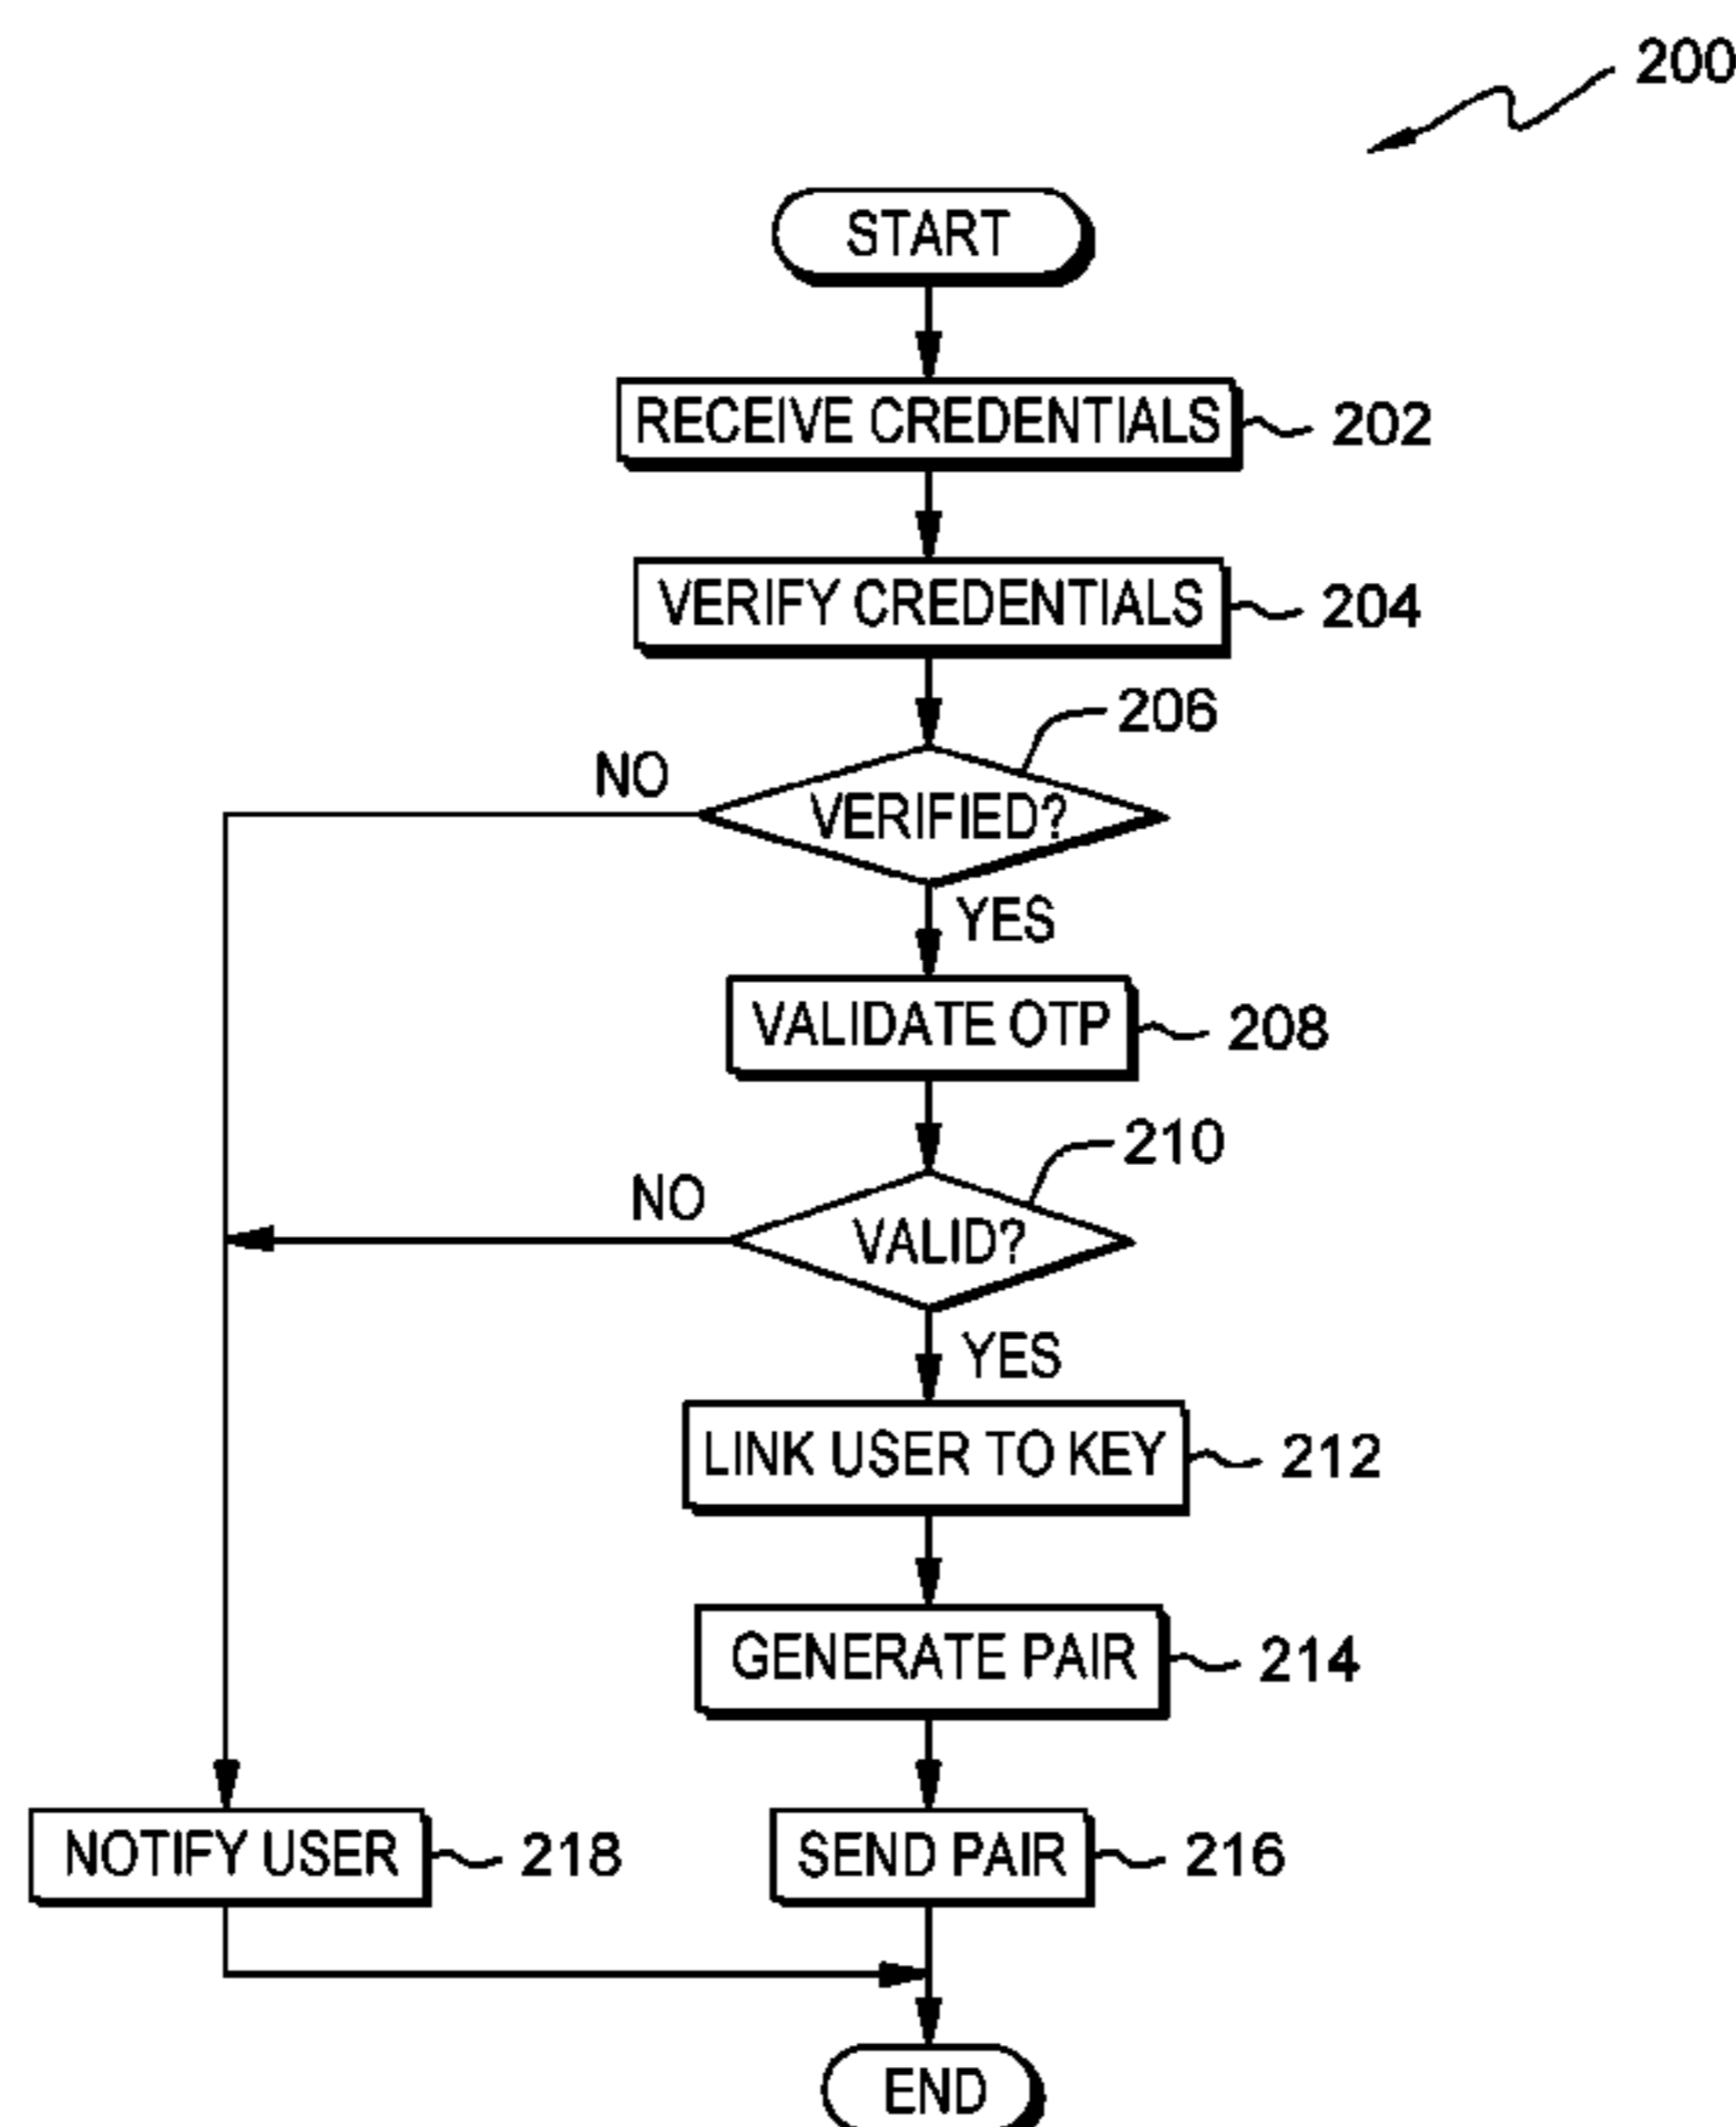 200
START
RECEIVE CREDENTIALS 202
VERIFY CREDENTIALS 204
206
NO
VERIFIED?
YES
VALIDATE OTP 208
210
NO
VALID?
YES
LINK USER TO KEY 212
GENERATE PAIR 214
NOTIFY USER 218
SEND PAIR 216
END